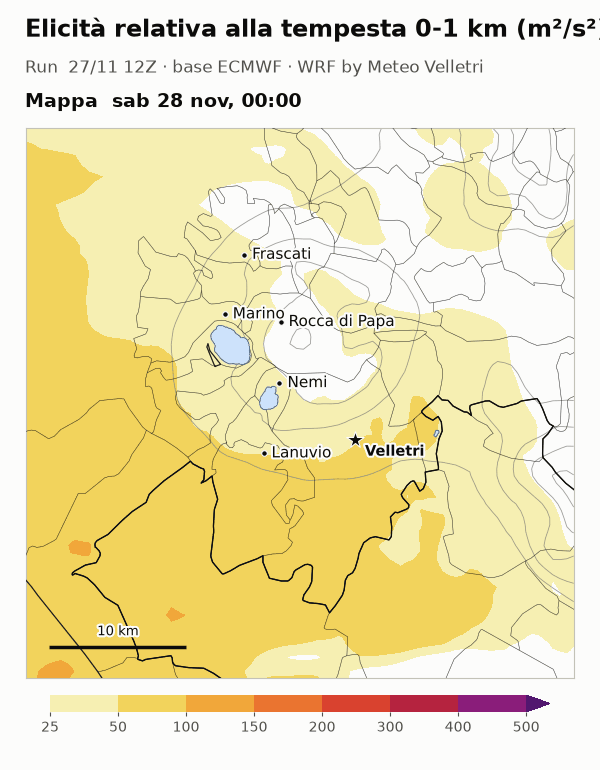 Elicità relativa alla tempesta 0-1 km (m²/s²)
Run  27/11 12Z · base ECMWF · WRF by Meteo Velletri
Mappa  sab 28 nov, 00:00
Frascati
Marino
Rocca di Papa
Nemi
Lanuvio
Velletri
10 km
25 50 100 150 200 300 400 500